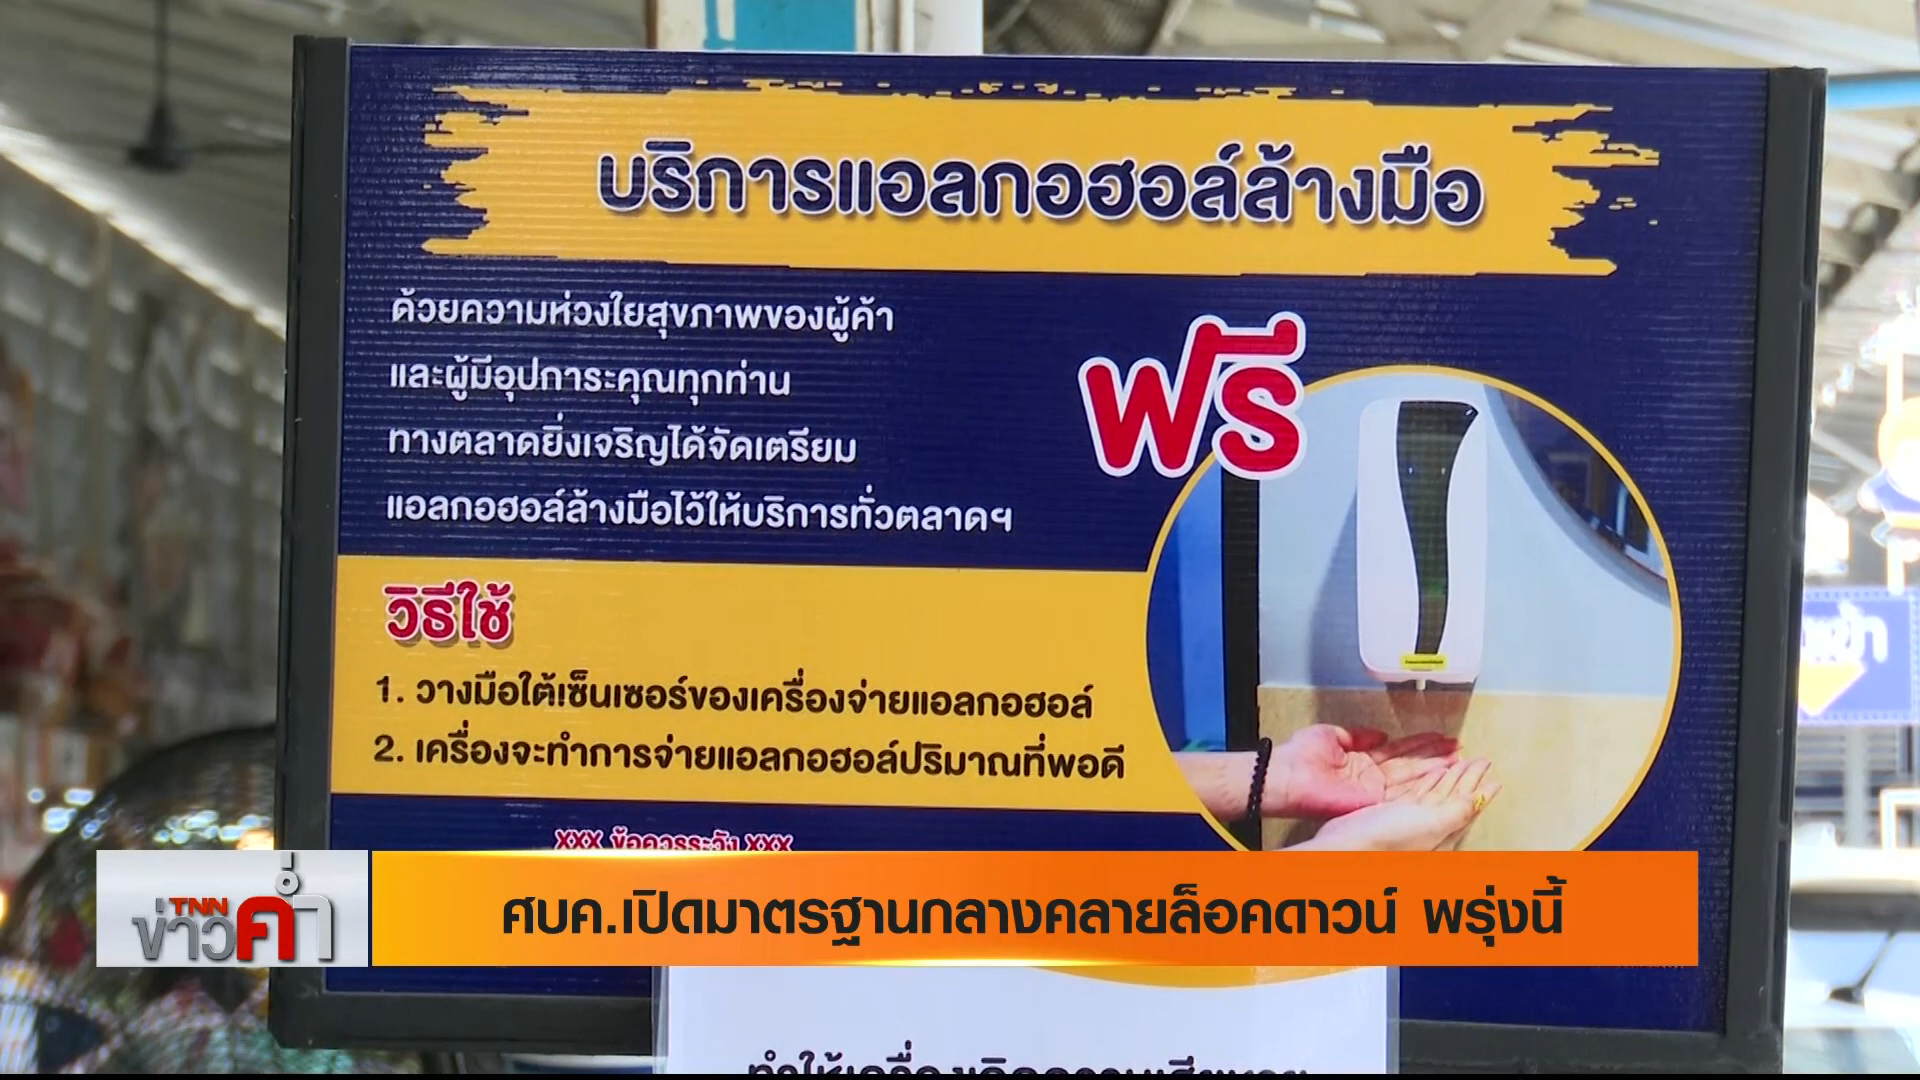 บริการแอลกอฮอล์ล้างมือ
ด้วยความห่วงใยสุขภาพของผู้ค้า
และผู้มีอุปการะคุณทุกท่าน
ทางตลาดยิ่งเจริญได้จัดเตรียม
แอลกอฮอล์ล้างมือไว้ให้บริการทั่วตลาดฯ
ฟรี
วิธีใช้
1. วางมือใต้เซ็นเซอร์ของเครื่องจ่ายแอลกอฮอล์
2. เครื่องจะทำการจ่ายแอลกอฮอล์ปริมาณที่พอดี
XXX ข้อควรระวัง XXX
TNN
ข่าวค่ำ
ศบค.เปิดมาตรฐานกลางคลายล็อคดาวน์ พรุ่งนี้